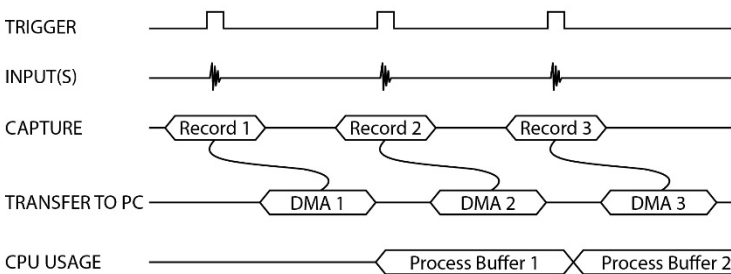 TRIGGER
INPUT(S)
CAPTURE Record 1 Record 2 Record 3
TRANSFER TO PC DMA 1 DMA 2 DMA 3
CPU USAGE Process Buffer 1 Process Buffer 2